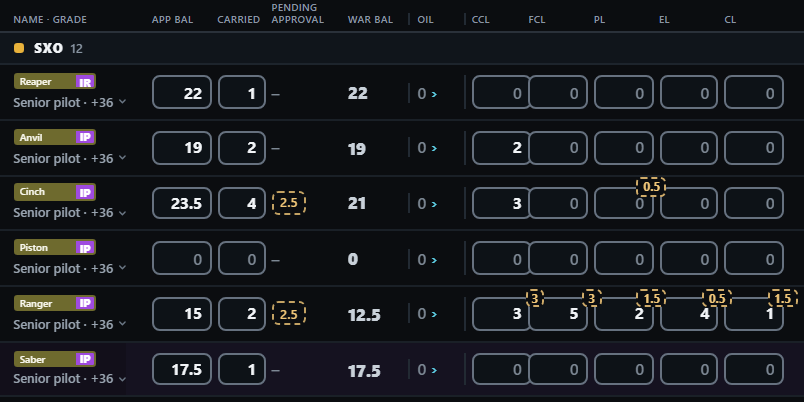 NAME · GRADE APP BAL CARRIED PENDING APPROVAL WAR BAL OIL CCL FCL PL EL CL
SXO 12
Reaper IR
Senior pilot · +36 22 1 – 22 0 › 0 0 0 0 0
Anvil IP
Senior pilot · +36 19 2 – 19 0 › 2 0 0 0 0
Cinch IP
Senior pilot · +36 23.5 4 2.5 21 0 › 3 0 0 0.5 0 0
Piston IP
Senior pilot · +36 0 0 – 0 0 › 0 0 0 0 0
Ranger IP
Senior pilot · +36 15 2 2.5 12.5 0 › 3 3 5 3 2 1.5 4 0.5 1 1.5
Saber IP
Senior pilot · +36 17.5 1 – 17.5 0 › 0 0 0 0 0